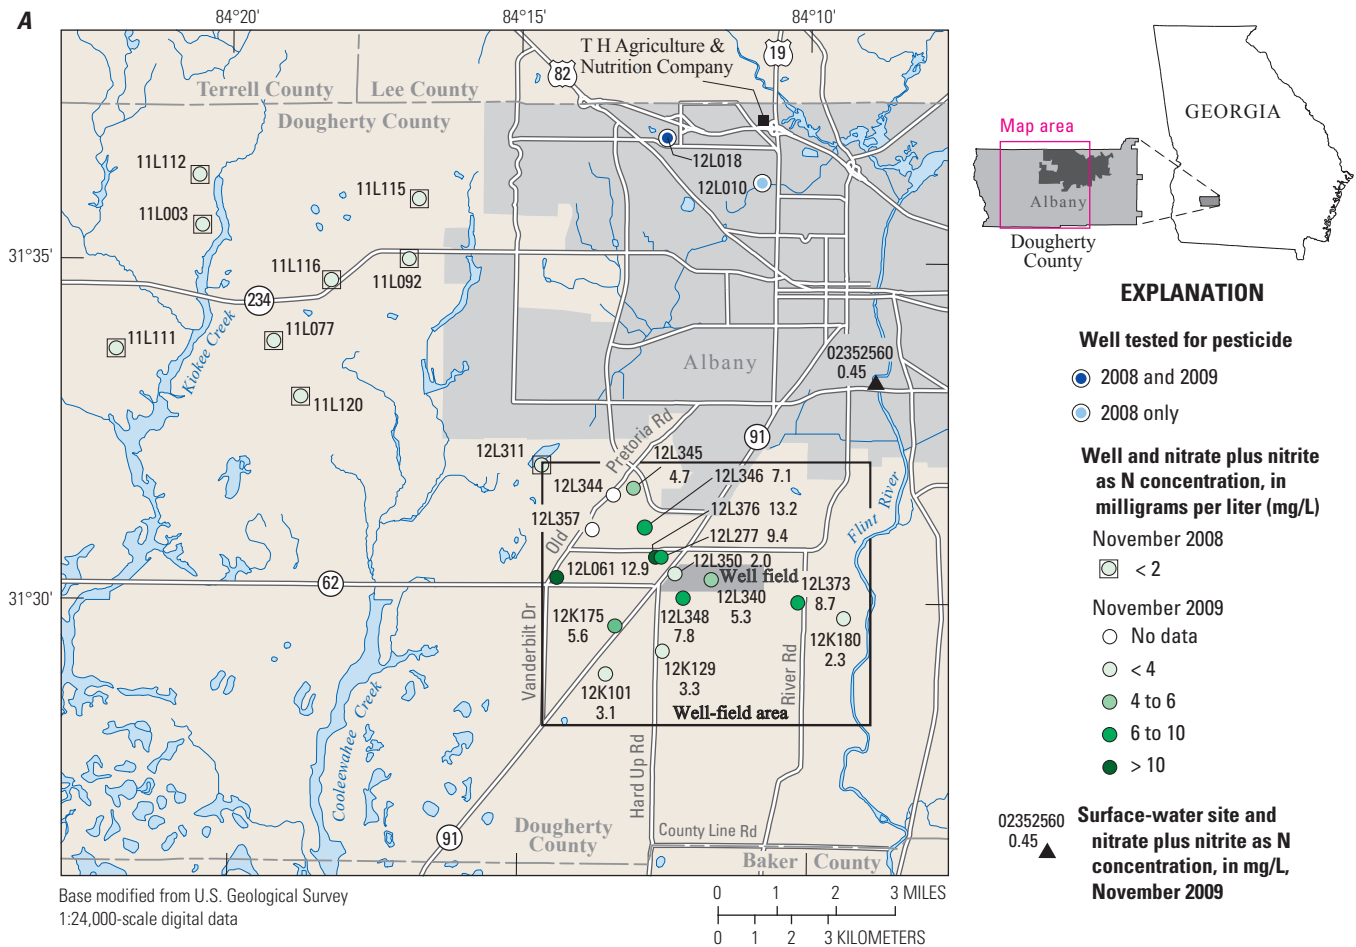 A
84°20'
84°15'
84°10'
T H Agriculture &
Nutrition Company
19
82
Terrell County
Lee County
Dougherty County
11L112
12L018
11L115
12L010
11L003
31°35'
11L116
11L092
234
11L077
11L111
Kiokee Creek
02352560
0.45
Albany
11L120
Pretoria Rd
91
12L311
12L345
4.7
12L346 7.1
12L344
12L376 13.2
Flint River
12L357
12L277 9.4
Old
12L350 2.0
12L061 12.9
Well field
12L373
8.7
62
31°30'
12L340
5.3
12K175
5.6
12L348
7.8
12K180
2.3
Vanderbilt Dr
12K129
3.3
River Rd
12K101
3.1
Well-field area
Cooleewahee Creek
Hard Up Rd
91
Dougherty
County
County Line Rd
Baker County
Base modified from U.S. Geological Survey
1:24,000-scale digital data
0 1 2 3 MILES
0 1 2 3 KILOMETERS
GEORGIA
Map area
Albany
Dougherty
County
EXPLANATION
Well tested for pesticide
2008 and 2009
2008 only
Well and nitrate plus nitrite
as N concentration, in
milligrams per liter (mg/L)
November 2008
< 2
November 2009
No data
< 4
4 to 6
6 to 10
> 10
02352560
0.45
Surface-water site and
nitrate plus nitrite as N
concentration, in mg/L,
November 2009